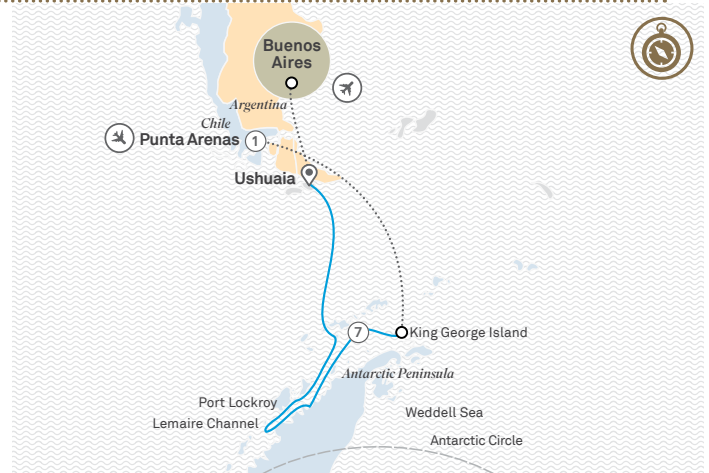 Buenos
Aires
Argentina
Chile
Punta Arenas
1
Ushuaia
7
King George Island
Antarctic Peninsula
Port Lockroy
Weddell Sea
Lemaire Channel
Antarctic Circle